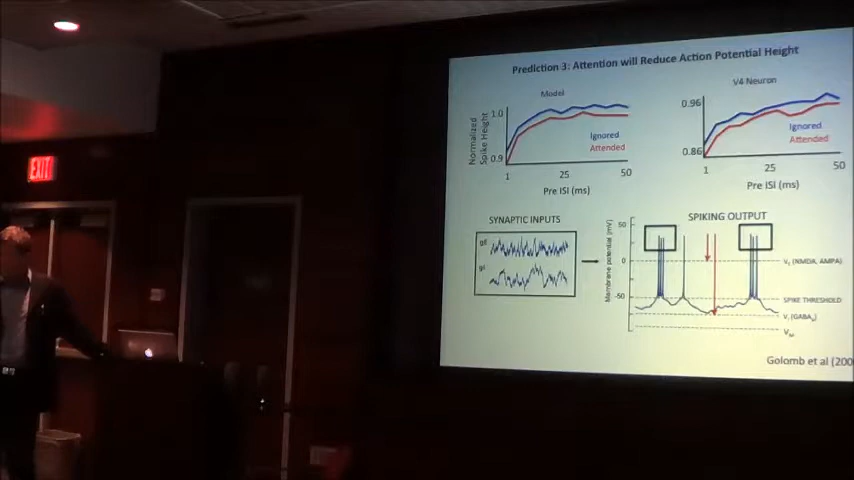 Prediction 3: Attention will Reduce Action Potential Height
Model
V4 Neuron
Normalized
Spike Height
1.0
0.9
Ignored
Attended
1
25
50
Pre ISI (ms)
0.96
0.86
Ignored
Attended
1
25
50
Pre ISI (ms)
SYNAPTIC INPUTS
SPIKING OUTPUT
Membrane potential (mV)
50
0
-50
SPIKE THRESHOLD
Golomb et al (200
EXIT